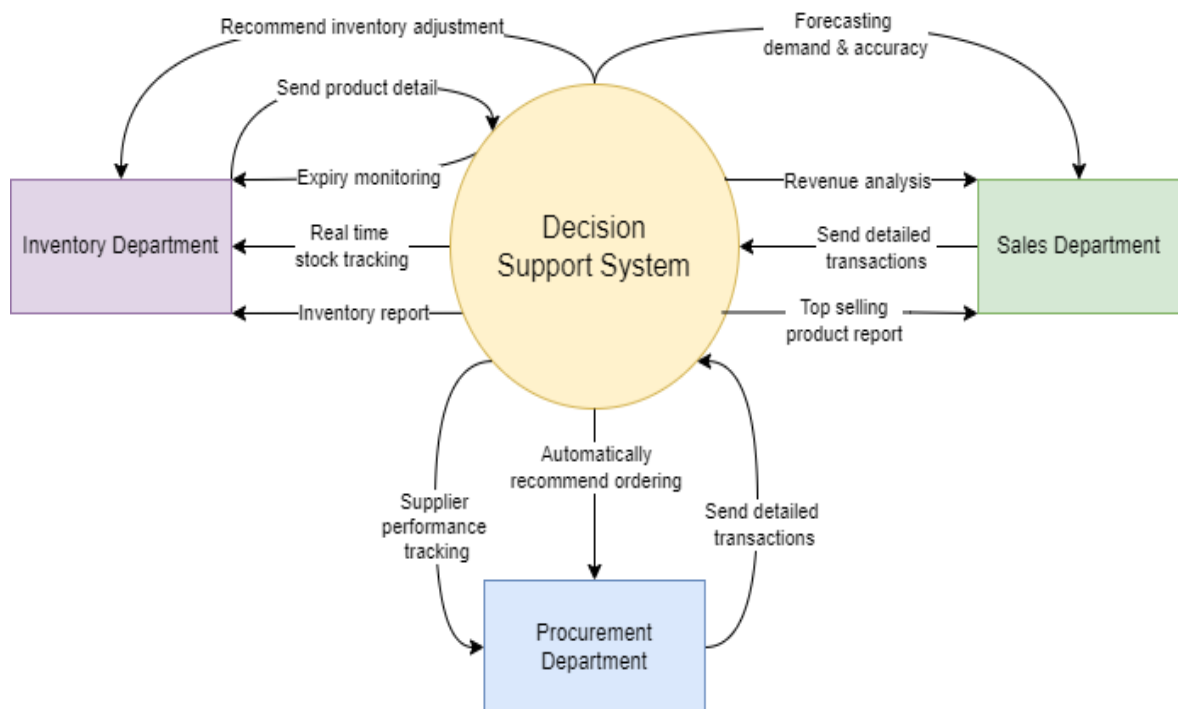 Recommend inventory adjustment
Forecasting
demand & accuracy
Send product detail
Expiry monitoring
Revenue analysis
Inventory Department
Real time
stock tracking
Decision
Support System
Send detailed
transactions
Sales Department
Inventory report
Top selling
product report
Automatically
recommend ordering
Supplier
performance
tracking
Send detailed
transactions
Procurement
Department